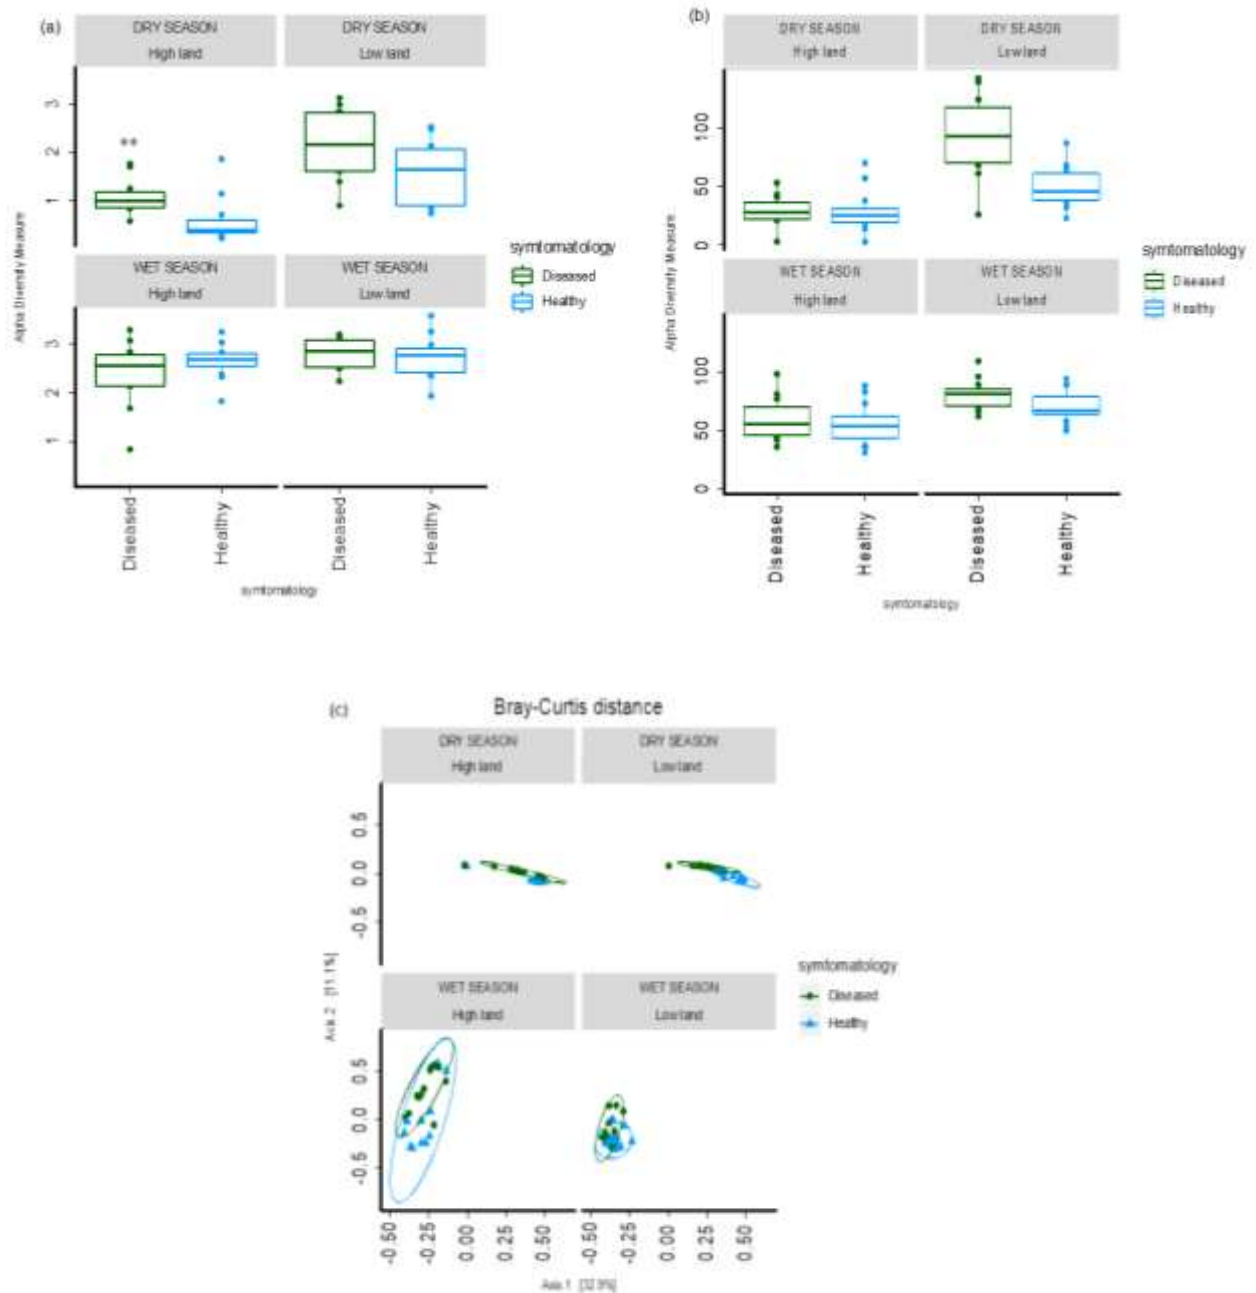 (a)
DRY SEASON
High land
DRY SEASON
Low land
3
2
1
**
WET SEASON
High land
WET SEASON
Low land
3
2
1
Alpha Diversity Measure
Diseased
Healthy
Diseased
Healthy
symtomatology
symtomatology
Diseased
Healthy
(b)
DRY SEASON
High land
DRY SEASON
Low land
100
50
0
WET SEASON
High land
WET SEASON
Low land
100
50
0
Alpha Diversity Measure
Diseased
Healthy
Diseased
Healthy
symtomatology
symtomatology
Diseased
Healthy
(c)
Bray-Curtis distance
DRY SEASON
High land
DRY SEASON
Low land
0.5
0.0
-0.5
WET SEASON
High land
WET SEASON
Low land
0.5
0.0
-0.5
Axis 2 [11.1%]
-0.50
-0.25
0.00
0.25
0.50
-0.50
-0.25
0.00
0.25
0.50
Axis 1 [32.9%]
symtomatology
Diseased
Healthy